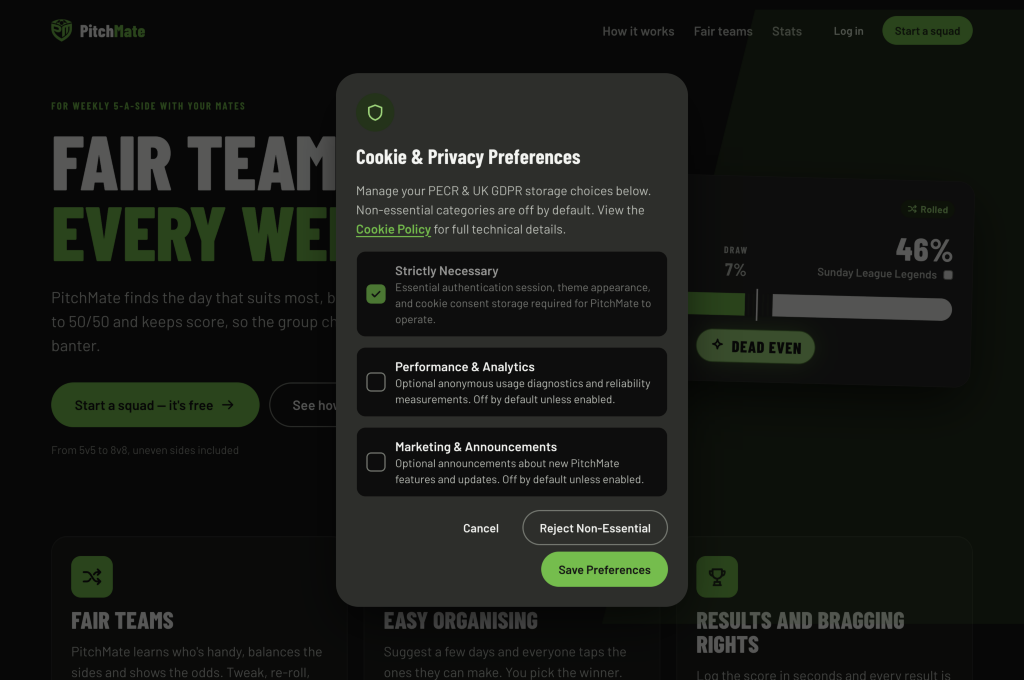 PitchMate
How it works
Fair teams
Stats
Log in
Start a squad
FOR WEEKLY 5-A-SIDE WITH YOUR MATES
FAIR TEAM
EVERY WE
PitchMate finds the day that suits most, b
to 50/50 and keeps score, so the group ch
banter.
Start a squad — it's free
See how
From 5v5 to 8v8, uneven sides included
Rolled
DRAW
7%
46%
Sunday League Legends
DEAD EVEN
Cookie & Privacy Preferences
Manage your PECR & UK GDPR storage choices below.
Non-essential categories are off by default. View the
Cookie Policy for full technical details.
Strictly Necessary
Essential authentication session, theme appearance,
and cookie consent storage required for PitchMate to
operate.
Performance & Analytics
Optional anonymous usage diagnostics and reliability
measurements. Off by default unless enabled.
Marketing & Announcements
Optional announcements about new PitchMate
features and updates. Off by default unless enabled.
Cancel
Reject Non-Essential
Save Preferences
FAIR TEAMS
PitchMate learns who's handy, balances the
sides and shows the odds. Tweak, re-roll,
EASY ORGANISING
Suggest a few days and everyone taps the
ones they can make. You pick the winner.
RESULTS AND BRAGGING
RIGHTS
Log the score in seconds and every result is